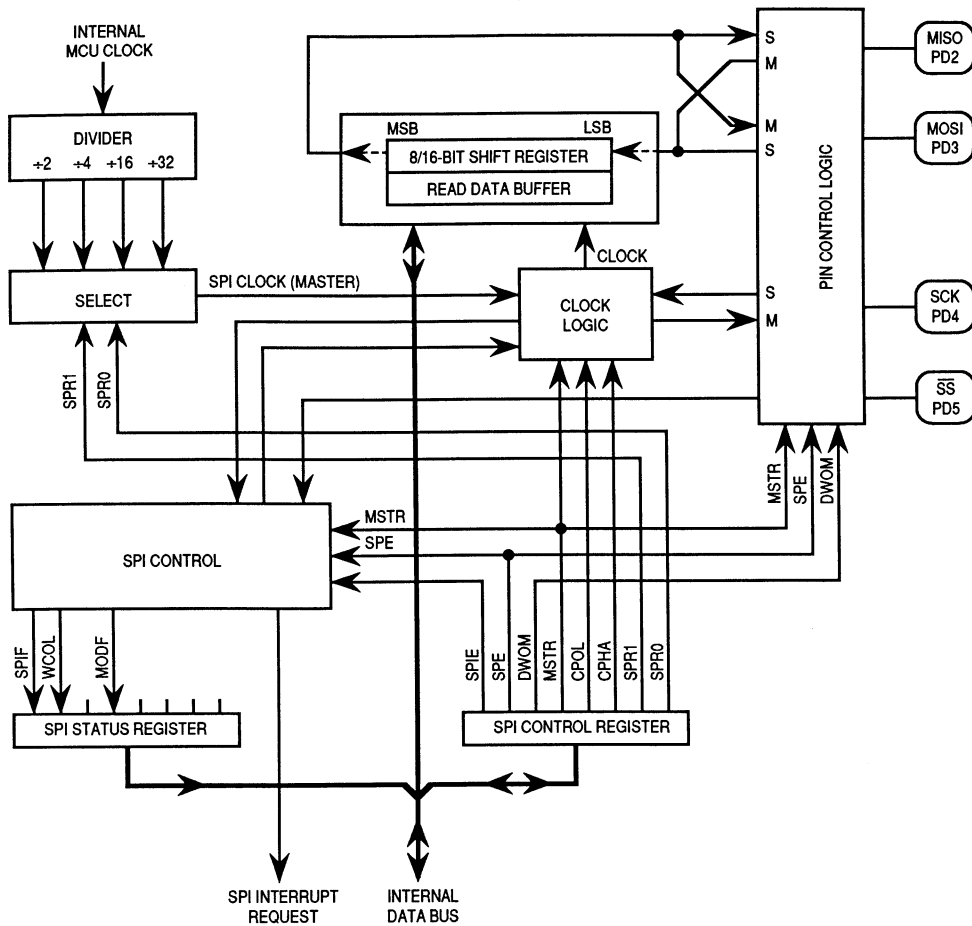 INTERNAL
MCU CLOCK
DIVIDER
÷2 ÷4 ÷16 ÷32
SELECT
SPI CLOCK (MASTER)
SPR1
SPR0
MSB LSB
8/16-BIT SHIFT REGISTER
READ DATA BUFFER
CLOCK
CLOCK
LOGIC
S
M
M
S
S
M
PIN CONTROL LOGIC
MISO
PD2
MOSI
PD3
SCK
PD4
SS
PD5
MSTR
SPE
DWOM
MSTR
SPE
SPI CONTROL
SPIF
WCOL
MODF
SPI STATUS REGISTER
SPIE
SPE
DWOM
MSTR
CPOL
CPHA
SPR1
SPR0
SPI CONTROL REGISTER
SPI INTERRUPT
REQUEST
INTERNAL
DATA BUS